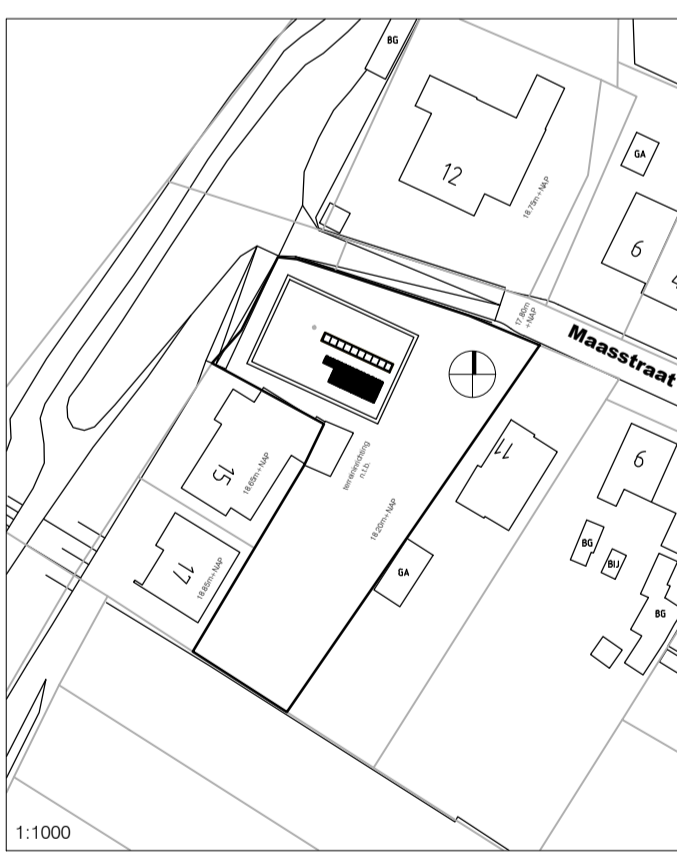 BG
12
GA
18.75m+NAP
6
17.80m
+NAP
Maasstraat
terreininrichting
n.t.b.
11
15
18.65m+NAP
9
18.20m+NAP
17
18.85m+NAP
GA
BG
BIJ
BG
1:1000